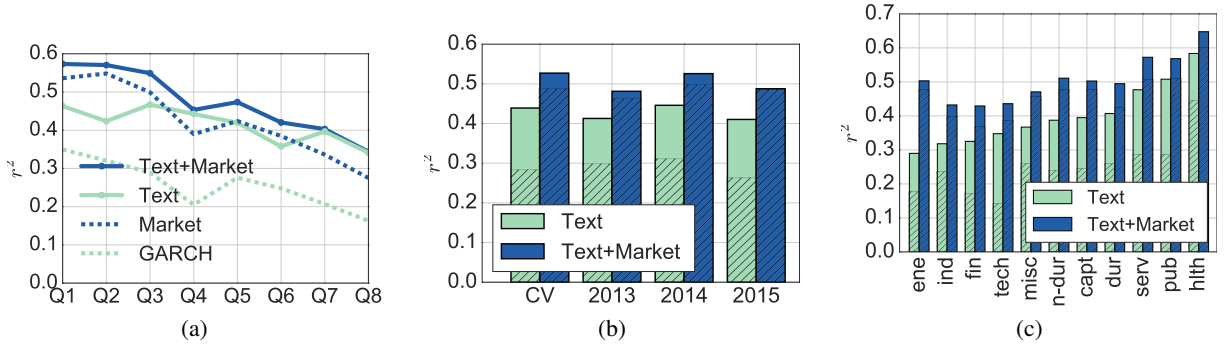 0.6
0.5
0.4
0.3
0.2
0.1
0.0
r²
Text+Market
Text
Market
GARCH
Q1 Q2 Q3 Q4 Q5 Q6 Q7 Q8
(a)
0.6
0.5
0.4
0.3
0.2
0.1
0.0
r²
Text
Text+Market
CV 2013 2014 2015
(b)
0.7
0.6
0.5
0.4
0.3
0.2
0.1
0.0
r²
Text
Text+Market
ene ind fin tech misc n-dur capt dur serv pub hlth
(c)